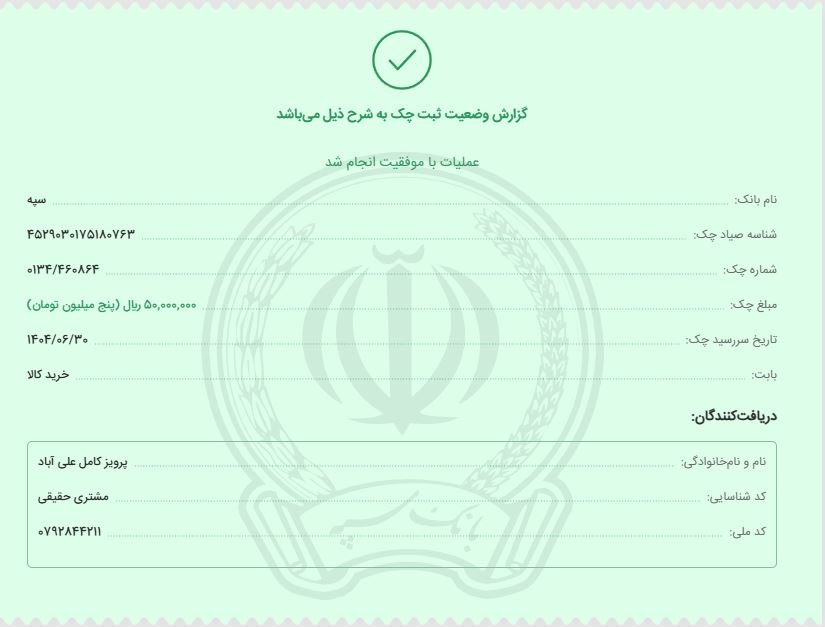 گزارش وضعیت ثبت چک به شرح ذیل می‌باشد
عملیات با موفقیت انجام شد
نام بانک: سپه
شناسه صیاد چک: ۴۵۲۹۰۳۰۱۷۵۱۸۰۷۶۳
شماره چک: ۰۱۳۴/۴۶۰۸۶۴
مبلغ چک: ۵۰,۰۰۰,۰۰۰ ریال (پنج میلیون تومان)
تاریخ سررسید چک: ۱۴۰۴/۰۶/۳۰
بابت: خرید کالا
دریافت‌کنندگان:
نام و نام‌خانوادگی: پرویز کامل علی آباد
کد شناسایی: مشتری حقیقی
کد ملی: ۰۷۹۲۸۴۴۲۱۱
بانک سپه